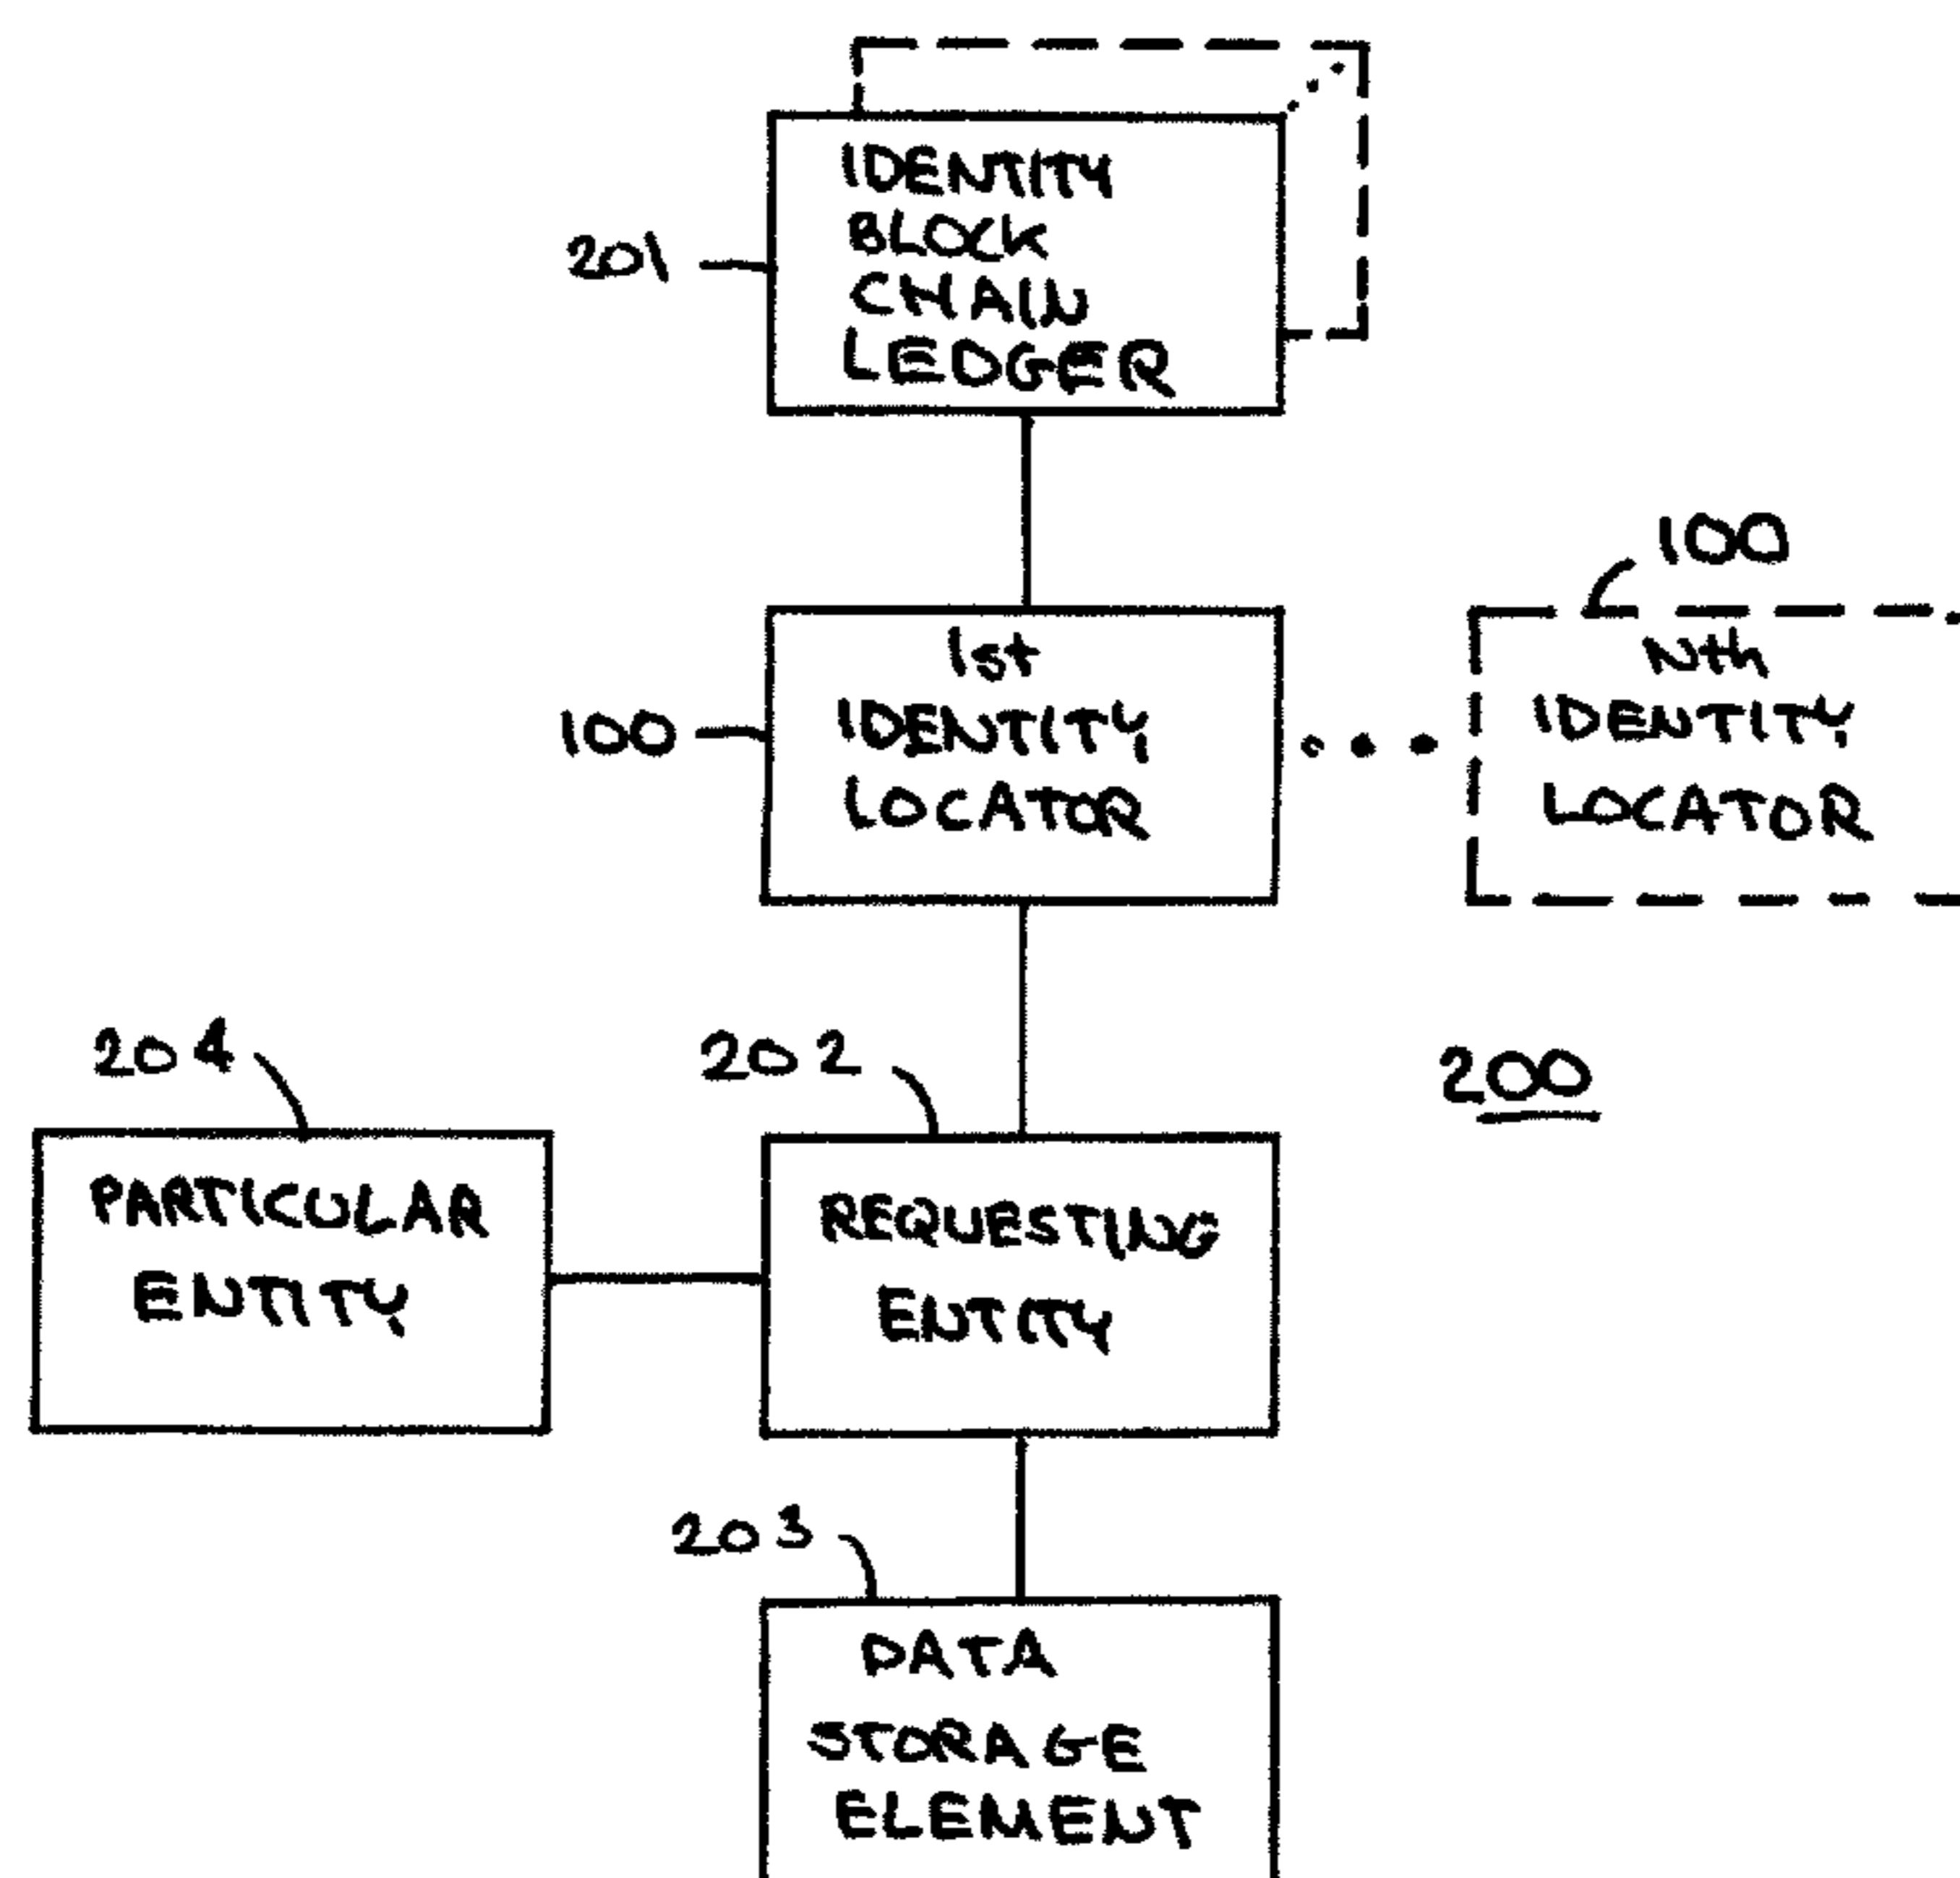 IDENTITY
BLOCK
CHAIN
LEDGER
201
100
1st
IDENTITY
LOCATOR
100
Nth
IDENTITY
LOCATOR
204
202
200
PARTICULAR
ENTITY
REQUESTING
ENTITY
203
DATA
STORAGE
ELEMENT